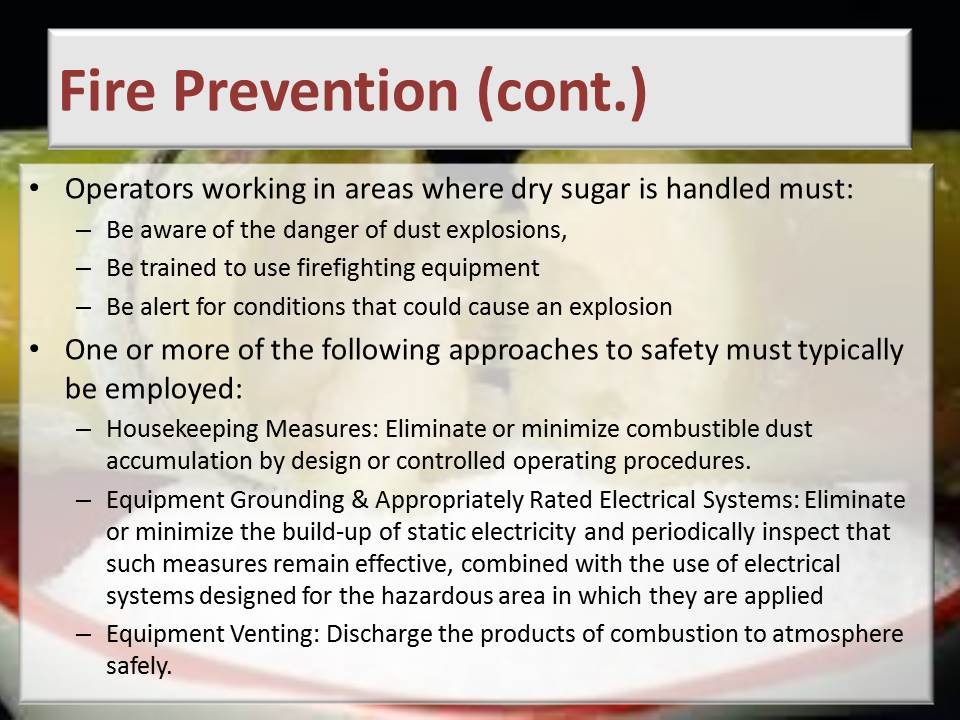 Fire Prevention (cont.)
• Operators working in areas where dry sugar is handled must:
– Be aware of the danger of dust explosions,
– Be trained to use firefighting equipment
– Be alert for conditions that could cause an explosion
• One or more of the following approaches to safety must typically
be employed:
– Housekeeping Measures: Eliminate or minimize combustible dust
accumulation by design or controlled operating procedures.
– Equipment Grounding & Appropriately Rated Electrical Systems: Eliminate
or minimize the build-up of static electricity and periodically inspect that
such measures remain effective, combined with the use of electrical
systems designed for the hazardous area in which they are applied
– Equipment Venting: Discharge the products of combustion to atmosphere
safely.